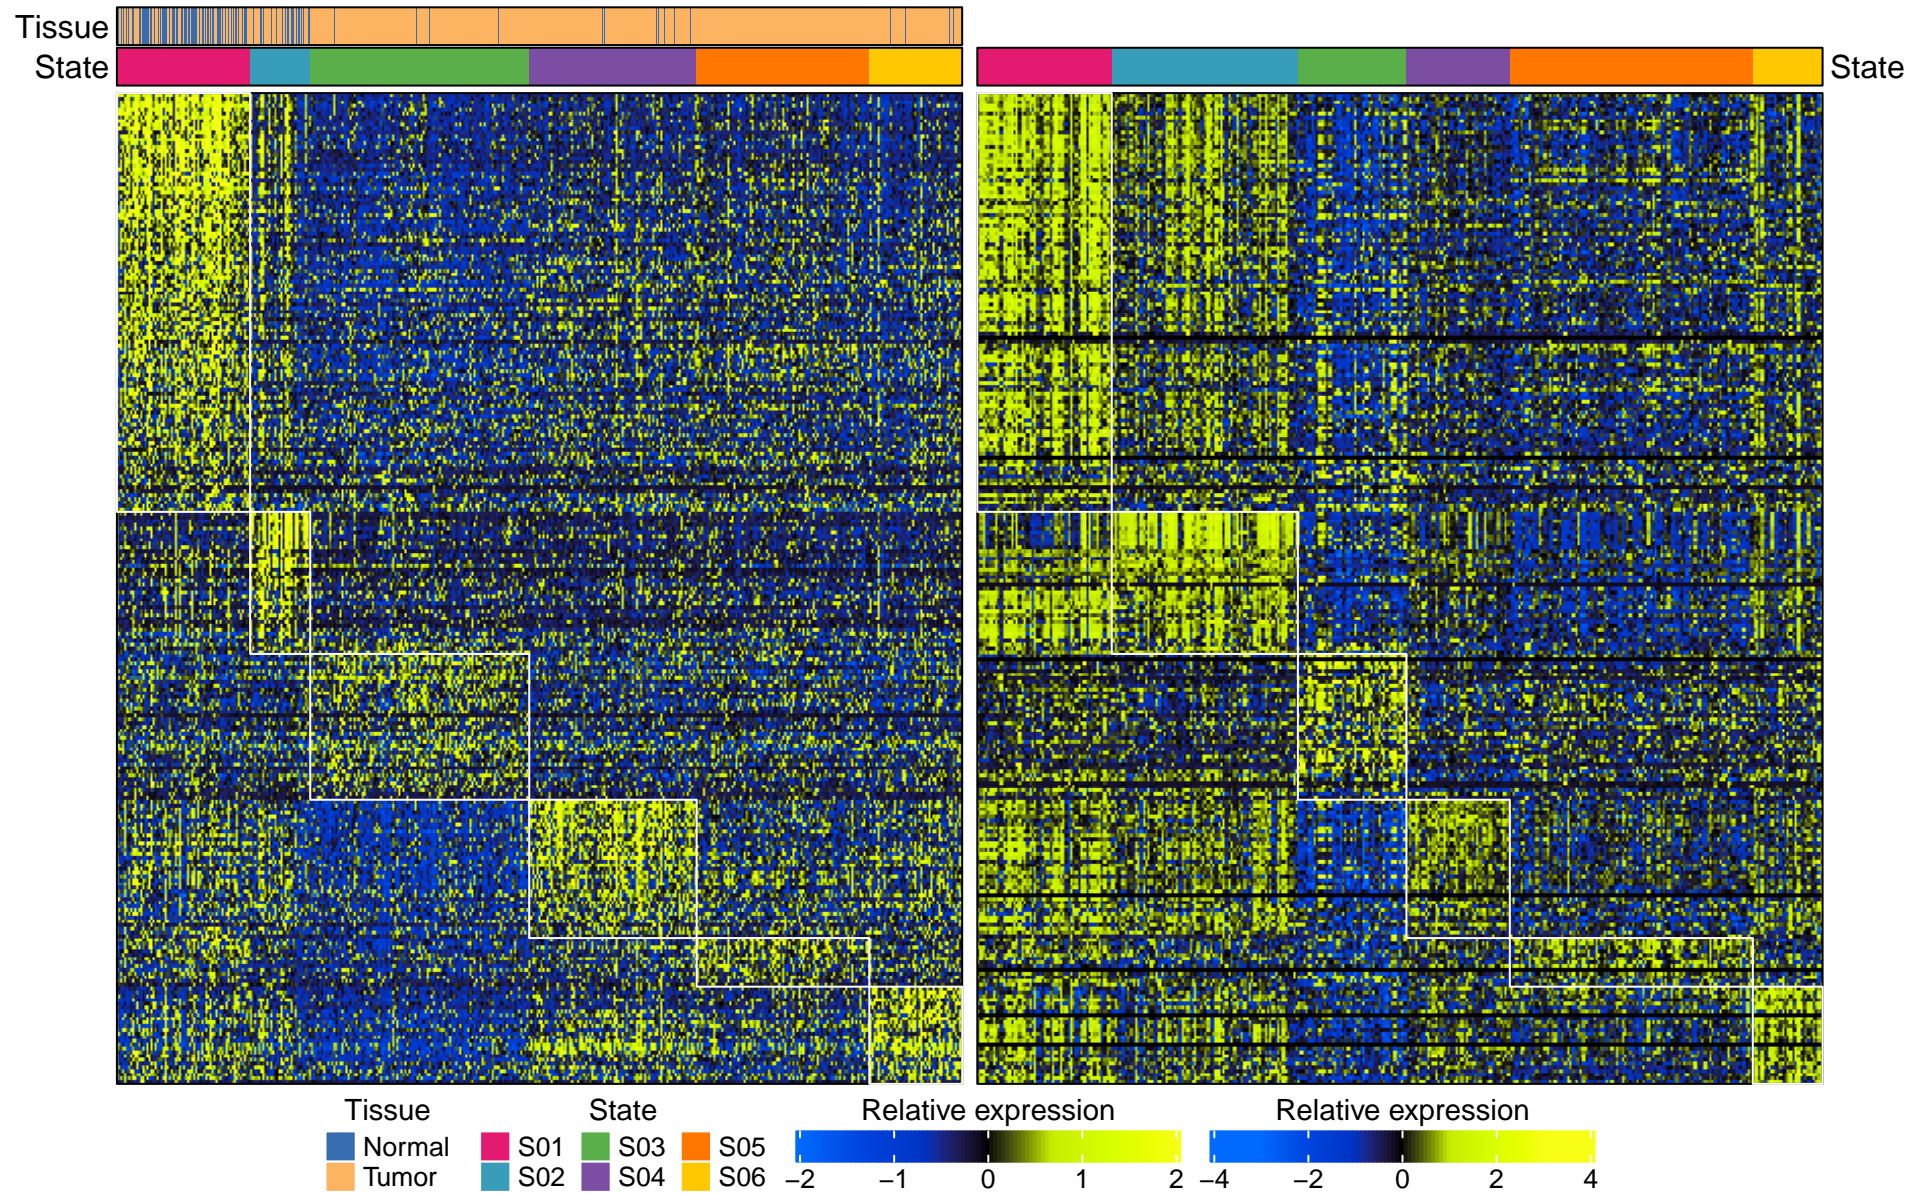 Tissue
State
State
Tissue State Relative expression Relative expression
Normal S01 S03 S05
Tumor S02 S04 S06
−2 −1 0 1 2 −4 −2 0 2 4